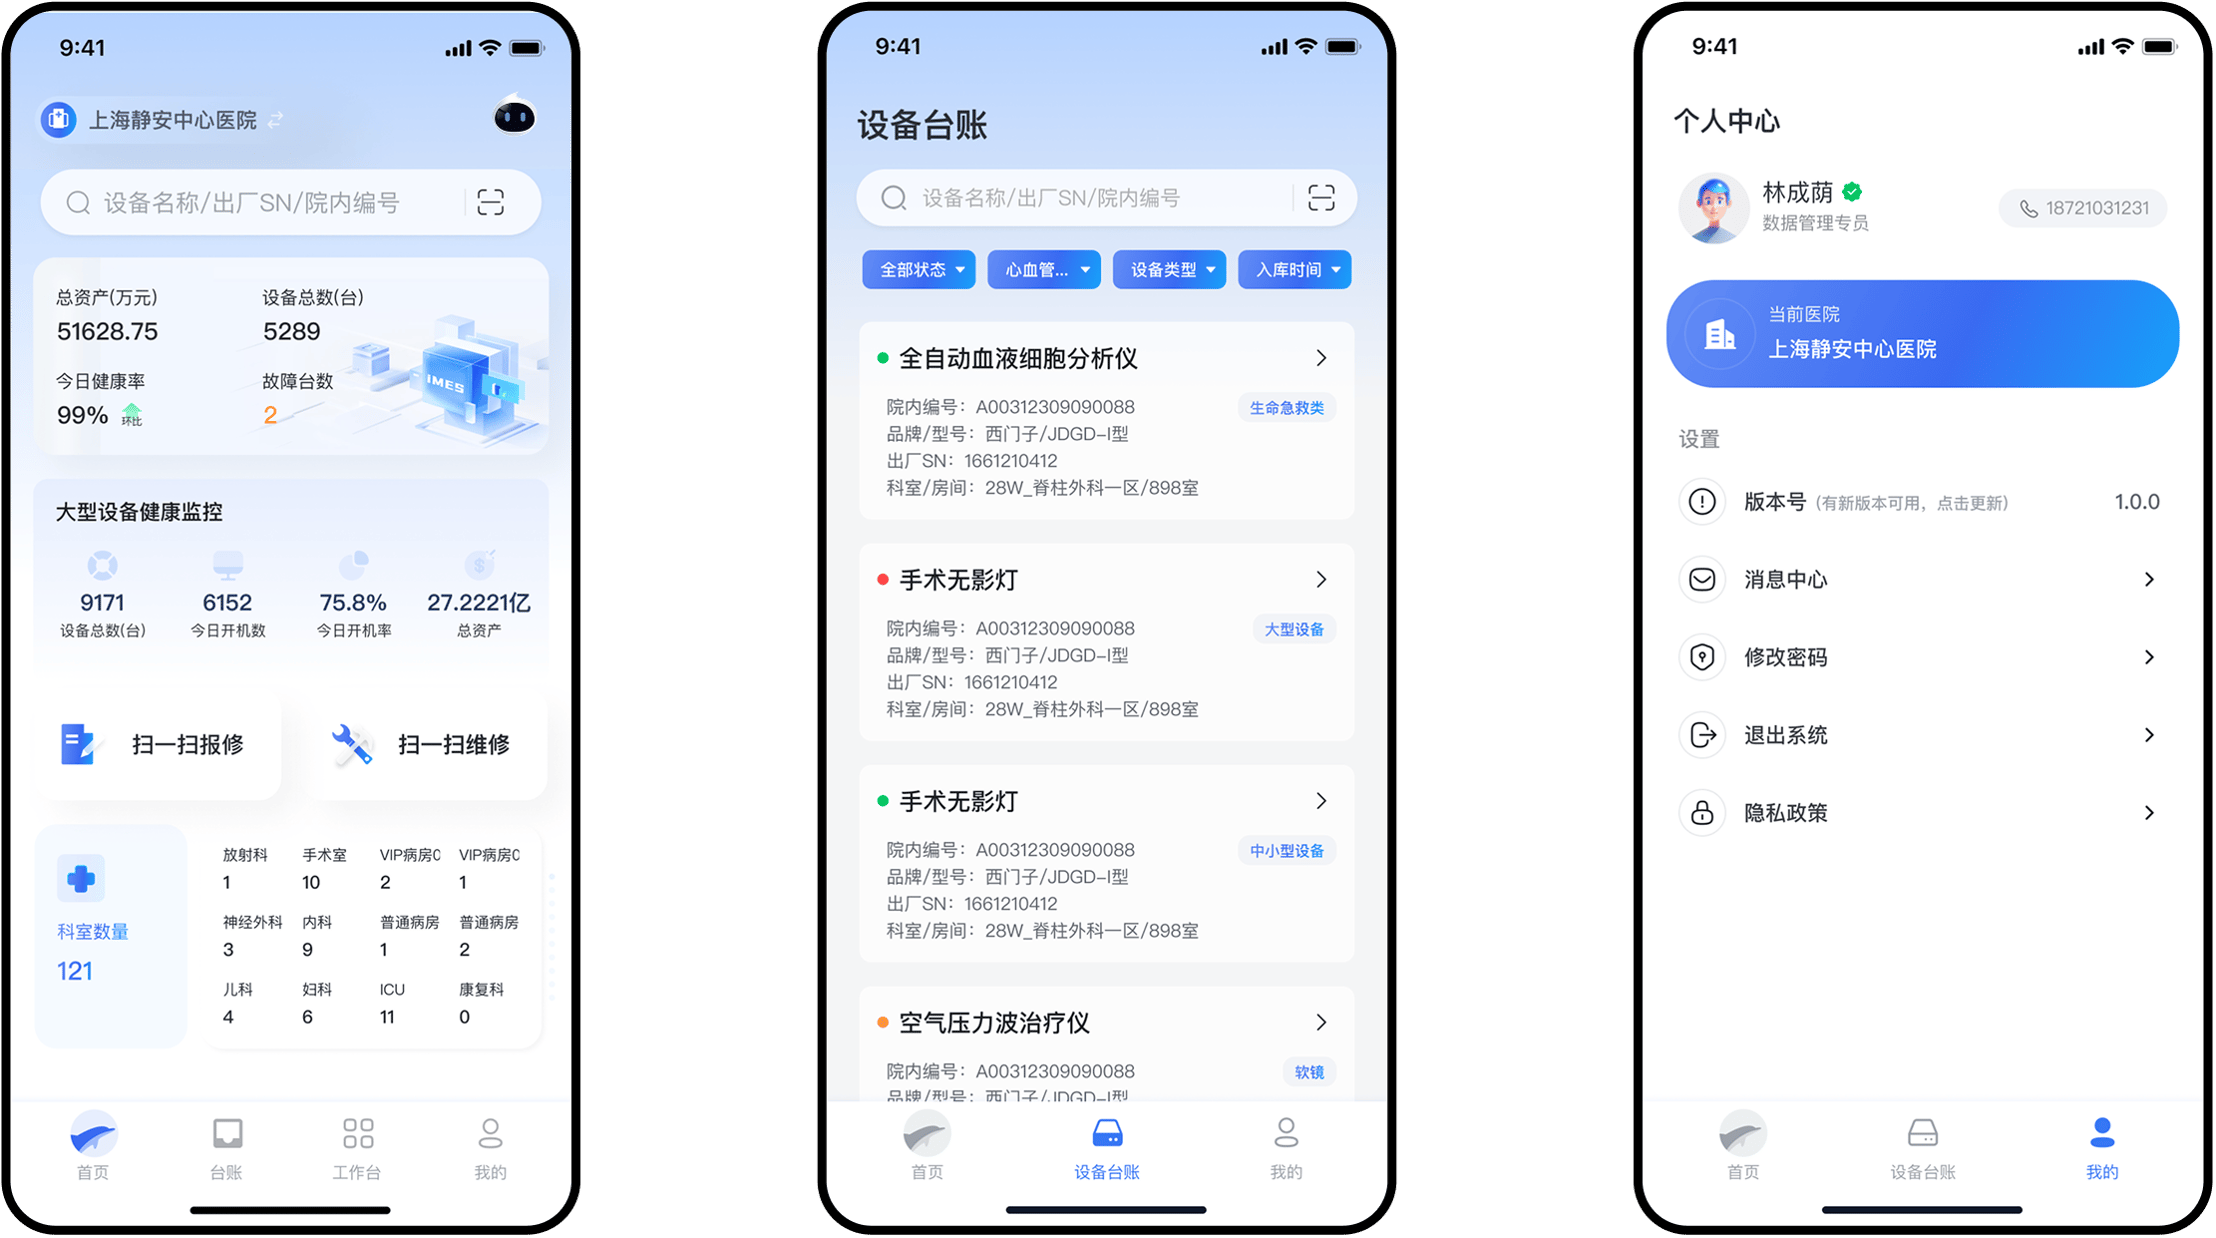 9:41
上海静安中心医院
设备名称/出厂SN/院内编号
总资产(万元)
设备总数(台)
51628.75
5289
今日健康率
故障台数
99%
环比
2
IMES
大型设备健康监控
9171
6152
75.8%
27.2221亿
设备总数(台)
今日开机数
今日开机率
总资产
扫一扫报修
扫一扫维修
科室数量
121
放射科
手术室
VIP病房0
VIP病房0
1
10
2
1
神经外科
内科
普通病房
普通病房
3
9
1
2
儿科
妇科
ICU
康复科
4
6
11
0
首页
台账
工作台
我的
9:41
设备台账
设备名称/出厂SN/院内编号
全部状态
心血管...
设备类型
入库时间
全自动血液细胞分析仪
院内编号：A00312309090088
生命急救类
品牌/型号：西门子/JDGD-I型
出厂SN：1661210412
科室/房间：28W_脊柱外科一区/898室
手术无影灯
院内编号：A00312309090088
大型设备
品牌/型号：西门子/JDGD-I型
出厂SN：1661210412
科室/房间：28W_脊柱外科一区/898室
手术无影灯
院内编号：A00312309090088
中小型设备
品牌/型号：西门子/JDGD-I型
出厂SN：1661210412
科室/房间：28W_脊柱外科一区/898室
空气压力波治疗仪
院内编号：A00312309090088
软镜
品牌/型号：西门子/JDGD-I型
首页
设备台账
我的
9:41
个人中心
林成荫
数据管理专员
18721031231
当前医院
上海静安中心医院
设置
版本号 (有新版本可用，点击更新)
1.0.0
消息中心
修改密码
退出系统
隐私政策
首页
设备台账
我的